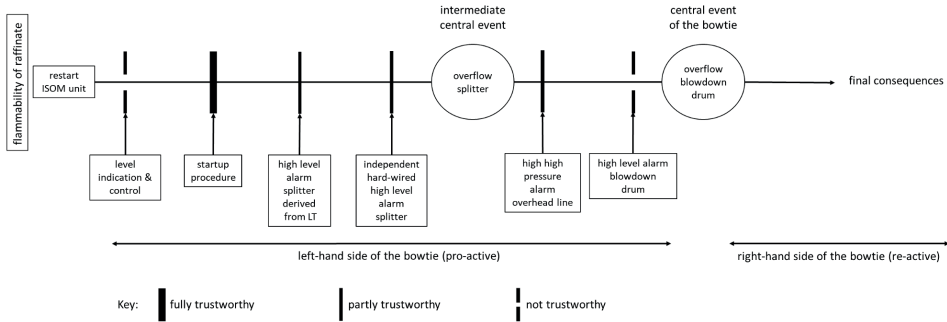 intermediate
central event
central event
of the bowtie
flammability of raffinate
restart
ISOM unit
overflow
splitter
overflow
blowdown
drum
final consequences
level
indication &
control
startup
procedure
high level
alarm
splitter
derived
from LT
independent
hard-wired
high level
alarm
splitter
high high
pressure
alarm
overhead line
high level alarm
blowdown
drum
left-hand side of the bowtie (pro-active)
right-hand side of the bowtie (re-active)
Key:
fully trustworthy
partly trustworthy
not trustworthy